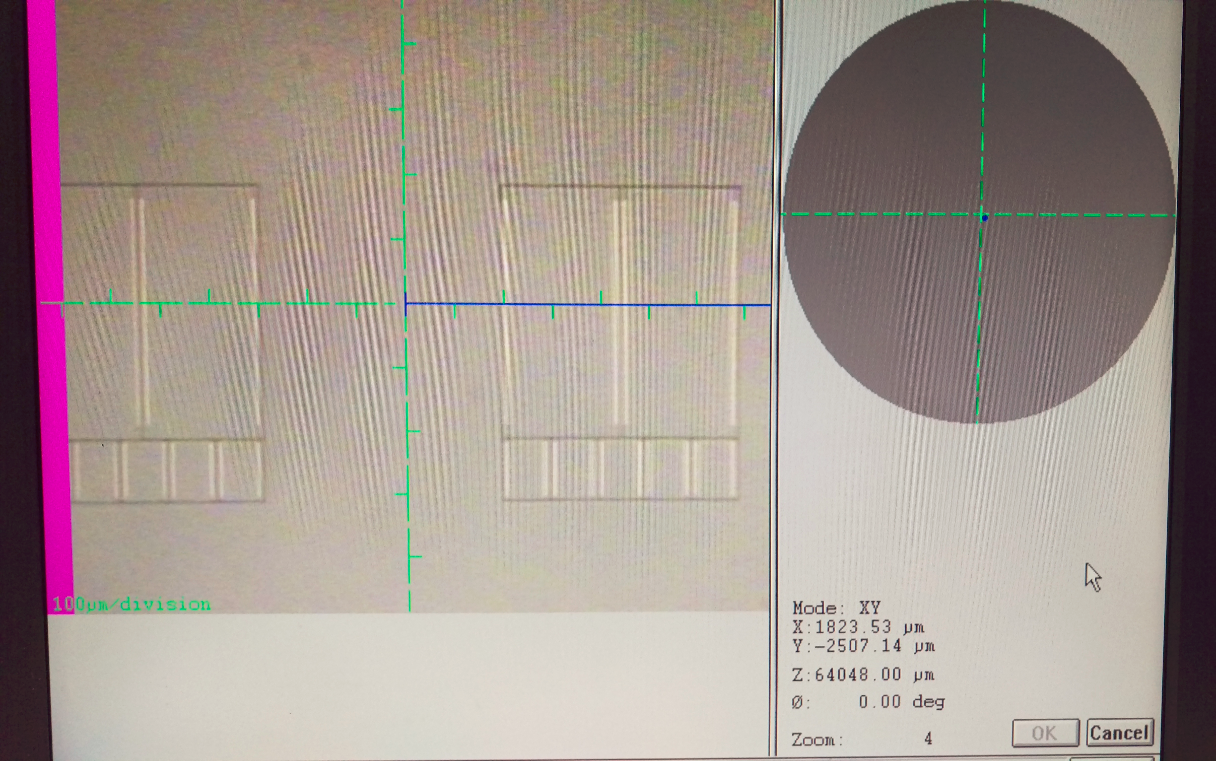 100µm/division
Mode: XY
X:1823.53 µm
Y:-2507.14 µm
Z:64048.00 µm
Ø: 0.00 deg
Zoom: 4
OK
Cancel